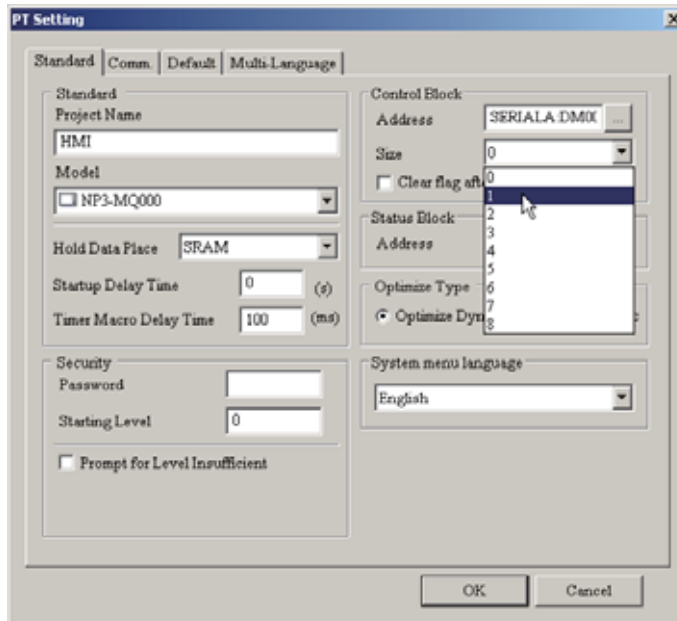 PT Setting
Standard Comm. Default Multi-Language
Standard
Project Name
HMI
Model
NP3-MQ000
Hold Data Place SRAM
Startup Delay Time 0 (s)
Timer Macro Delay Time 100 (ms)
Security
Password
Starting Level 0
Prompt for Level Insufficient
Control Block
Address SERIALA:DM00 ...
Size 0
Clear flag aft
0
1
2
3
4
5
6
7
8
Status Block
Address
Optimize Type
Optimize Dyn
System menu language
English
OK Cancel